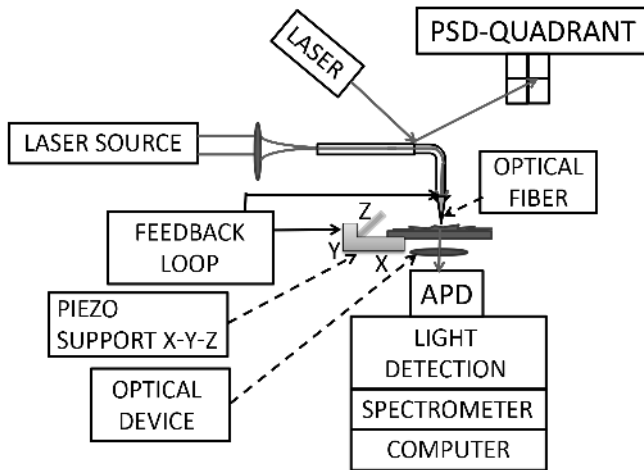 PSD-QUADRANT
LASER
LASER SOURCE
OPTICAL
FIBER
Z
FEEDBACK
LOOP
Y
X
PIEZO
SUPPORT X-Y-Z
APD
LIGHT
DETECTION
OPTICAL
DEVICE
SPECTROMETER
COMPUTER